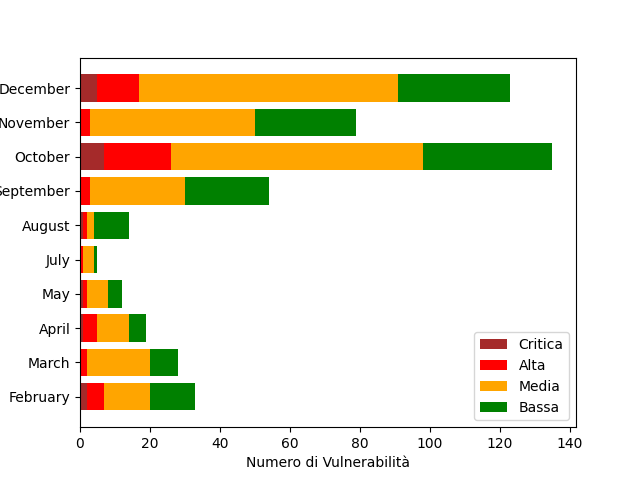 December
November
October
September
August
July
May
April
March
February
0 20 40 60 80 100 120 140
Numero di Vulnerabilità
Critica
Alta
Media
Bassa